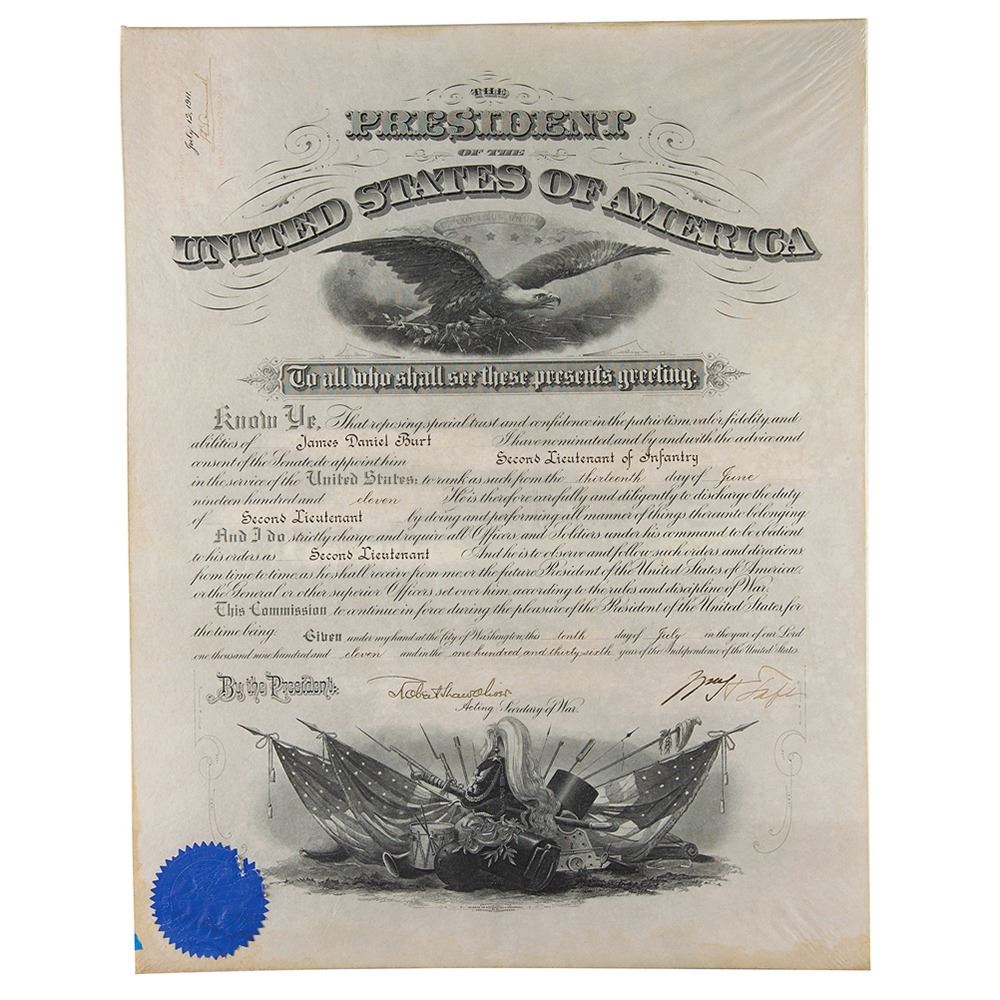 July 12, 1911.
THE
PRESIDENT
OF THE
UNITED STATES OF AMERICA
To all who shall see these presents greeting:
Know Ye, That reposing special trust and confidence in the patriotism, valor, fidelity and
abilities of James Daniel Burt I have nominated and by and with the advice and
consent of the Senate, do appoint him Second Lieutenant of Infantry
in the service of the United States: to rank as such from the thirteenth day of June
nineteen hundred and eleven He is therefore carefully and diligently to discharge the duty
of Second Lieutenant by doing and performing all manner of things thereunto belonging.
And I do strictly charge and require all Officers and Soldiers under his command to be obedient
to his orders as Second Lieutenant And he is to observe and follow such orders and directions
from time to time, as he shall receive from me, or the future President of the United States of America,
or the General or other superior Officers set over him, according to the rules and discipline of War.
This Commission to continue in force during the pleasure of the President of the United States, for
the time being.
Given under my hand at the City of Washington, this tenth day of July in the year of our Lord
one thousand nine hundred and eleven and in the one hundred and thirty sixth year of the Independence of the United States.
By the President:
Robert Shaw Oliver
Wm H Taft
Acting Secretary of War.